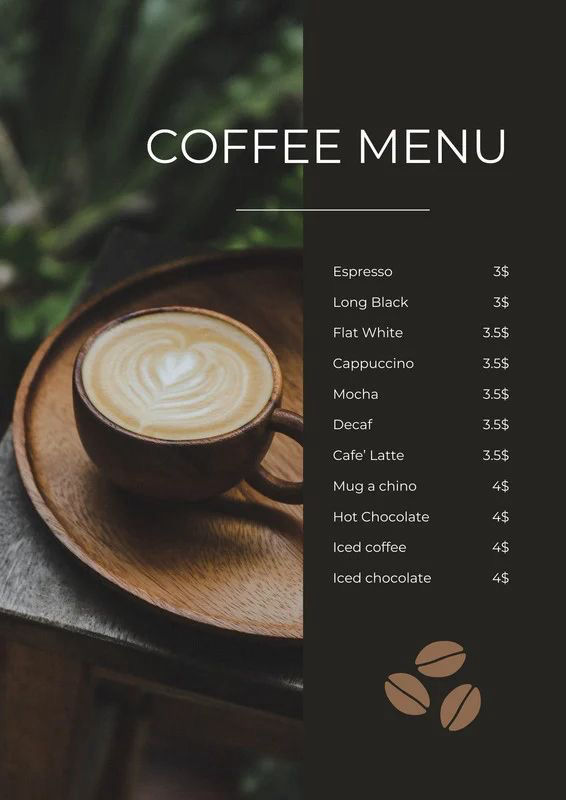 COFFEE MENU
Espresso 3$
Long Black 3$
Flat White 3.5$
Cappuccino 3.5$
Mocha 3.5$
Decaf 3.5$
Cafe’ Latte 3.5$
Mug a chino 4$
Hot Chocolate 4$
Iced coffee 4$
Iced chocolate 4$